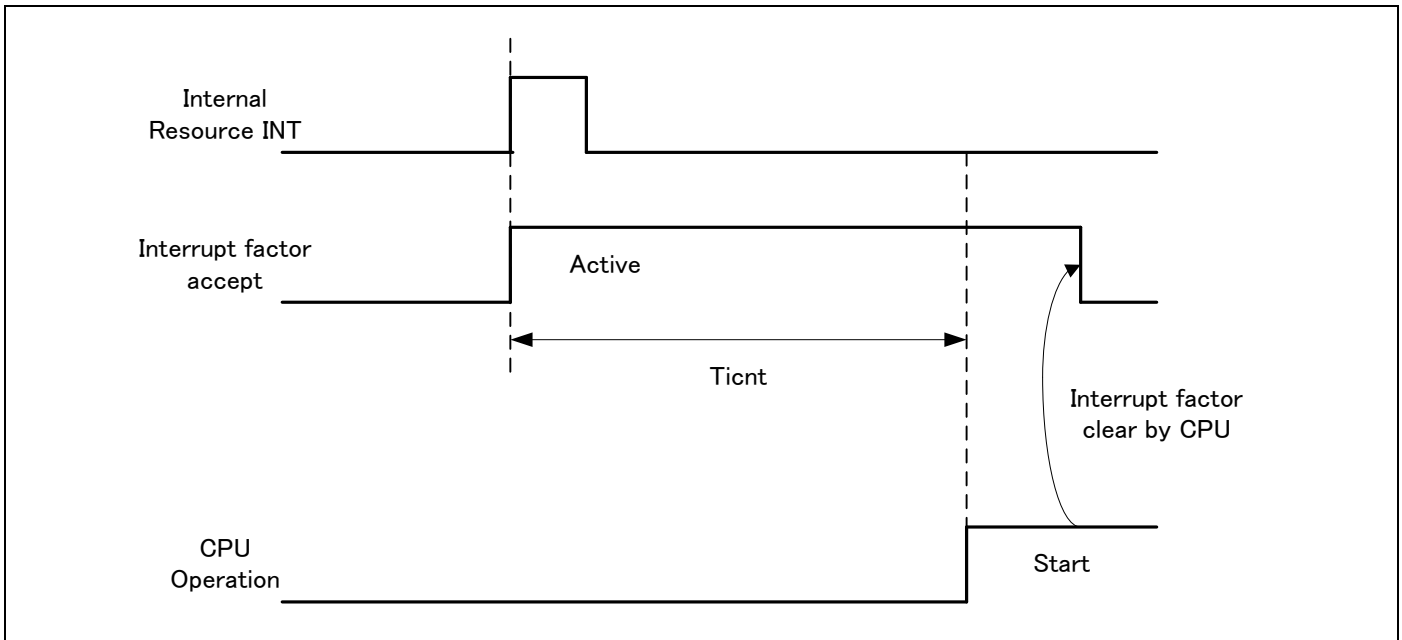 Internal
Resource INT
Interrupt factor
accept
Active
Ticnt
Interrupt factor
clear by CPU
CPU
Operation
Start